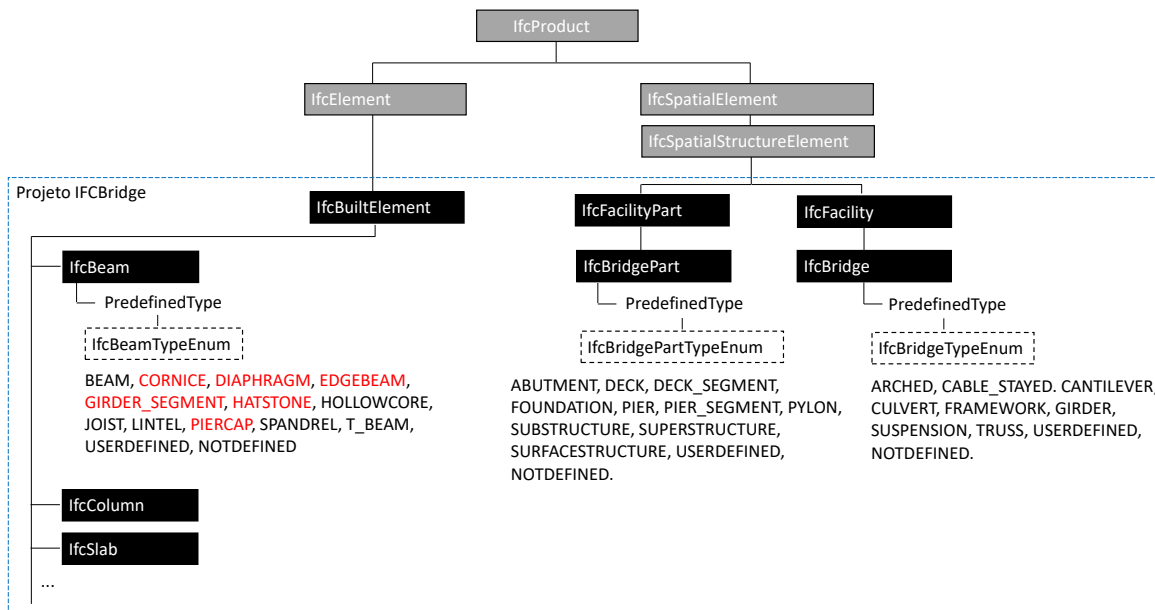 IfcProduct
IfcElement
IfcSpatialElement
IfcSpatialStructureElement
Projeto IFCBridge
IfcBuiltElement
IfcFacilityPart
IfcFacility
IfcBeam
IfcBridgePart
IfcBridge
PredefinedType
PredefinedType
PredefinedType
IfcBeamTypeEnum
IfcBridgePartTypeEnum
IfcBridgeTypeEnum
BEAM, CORNICE, DIAPHRAGM, EDGEBEAM,
GIRDER_SEGMENT, HATSTONE, HOLLOWCORE,
JOIST, LINTEL, PIERCAP, SPANDREL, T_BEAM,
USERDEFINED, NOTDEFINED
ABUTMENT, DECK, DECK_SEGMENT,
FOUNDATION, PIER, PIER_SEGMENT, PYLON,
SUBSTRUCTURE, SUPERSTRUCTURE,
SURFACESTRUCTURE, USERDEFINED,
NOTDEFINED.
ARCHED, CABLE_STAYED. CANTILEVER,
CULVERT, FRAMEWORK, GIRDER,
SUSPENSION, TRUSS, USERDEFINED,
NOTDEFINED.
IfcColumn
IfcSlab
...